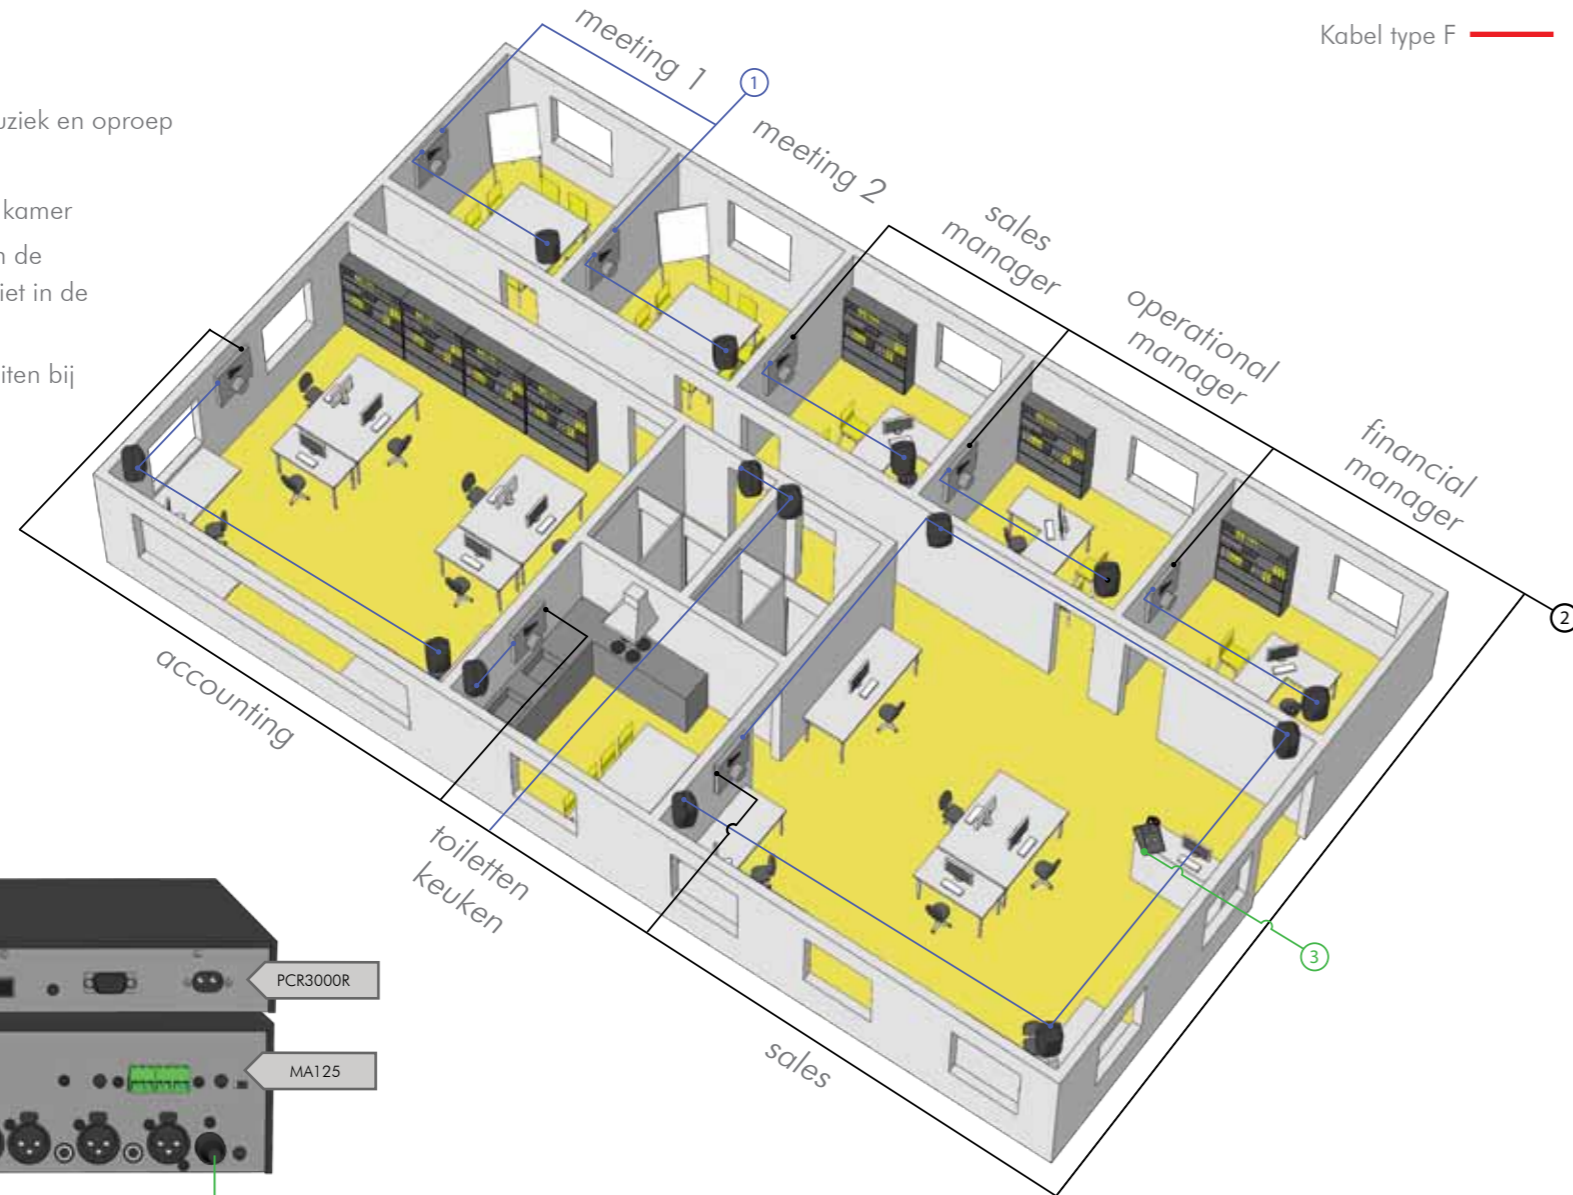 Kabel type F
uziek en oproep
kamer
n de
iet in de
iten bij
meeting 1
1
meeting 2
sales
manager
operational
manager
financial
manager
2
accounting
toiletten
keuken
sales
3
PCR3000R
MA125